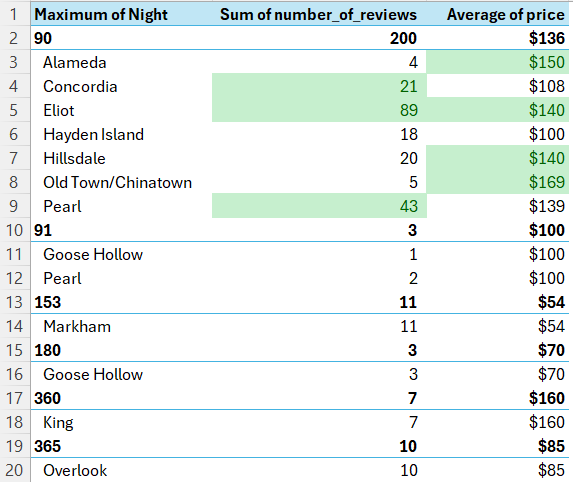 1 Maximum of Night Sum of number_of_reviews Average of price
2 90 200 $136
3 Alameda 4 $150
4 Concordia 21 $108
5 Eliot 89 $140
6 Hayden Island 18 $100
7 Hillsdale 20 $140
8 Old Town/Chinatown 5 $169
9 Pearl 43 $139
10 91 3 $100
11 Goose Hollow 1 $100
12 Pearl 2 $100
13 153 11 $54
14 Markham 11 $54
15 180 3 $70
16 Goose Hollow 3 $70
17 360 7 $160
18 King 7 $160
19 365 10 $85
20 Overlook 10 $85